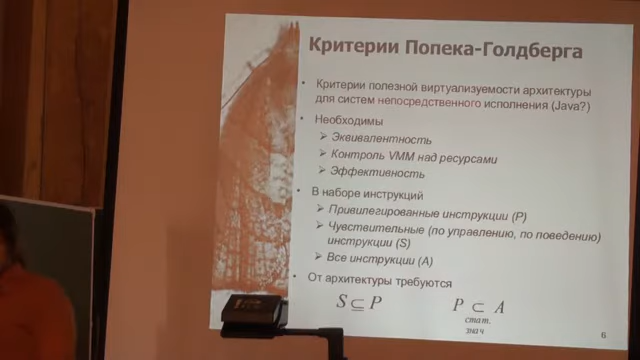 Критерии Попека-Голдберга
• Критерии полезной виртуализуемости архитектуры
для систем непосредственного исполнения (Java?)
• Необходимы
➢ Эквивалентность
➢ Контроль VMM над ресурсами
➢ Эффективность
• В наборе инструкций
➢ Привилегированные инструкции (P)
➢ Чувствительные (по управлению, по поведению)
инструкции (S)
➢ Все инструкции (A)
• От архитектуры требуются
S ⊆ P P ⊂ A
стат.
знач
6